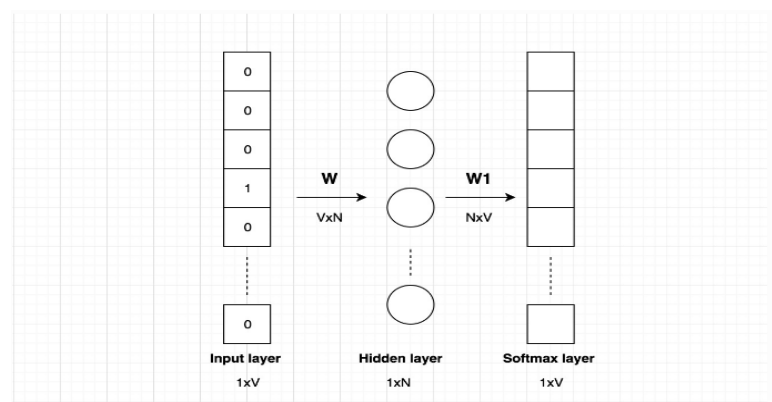 0
0
0
1
0
0
W
VxN
W1
NxV
Input layer
1xV
Hidden layer
1xN
Softmax layer
1xV